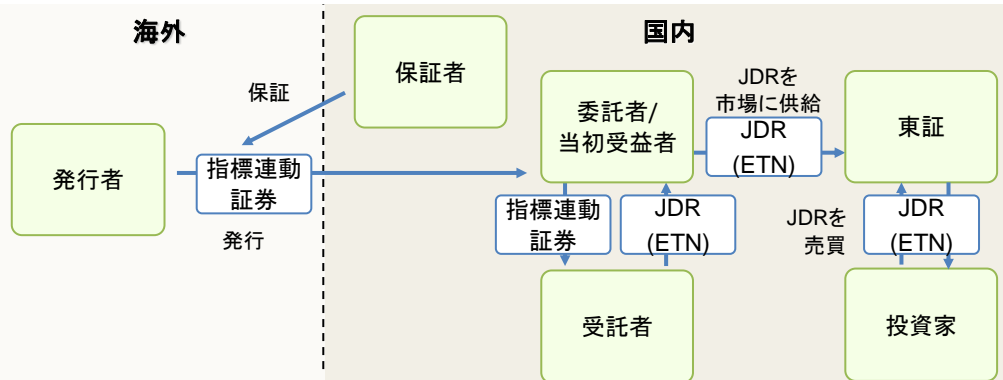 海外
国内
保証者
保証
発行者
指標連動
証券
発行
委託者/
当初受益者
JDRを
市場に供給
JDR
(ETN)
東証
指標連動
証券
JDR
(ETN)
JDRを
売買
JDR
(ETN)
受託者
投資家